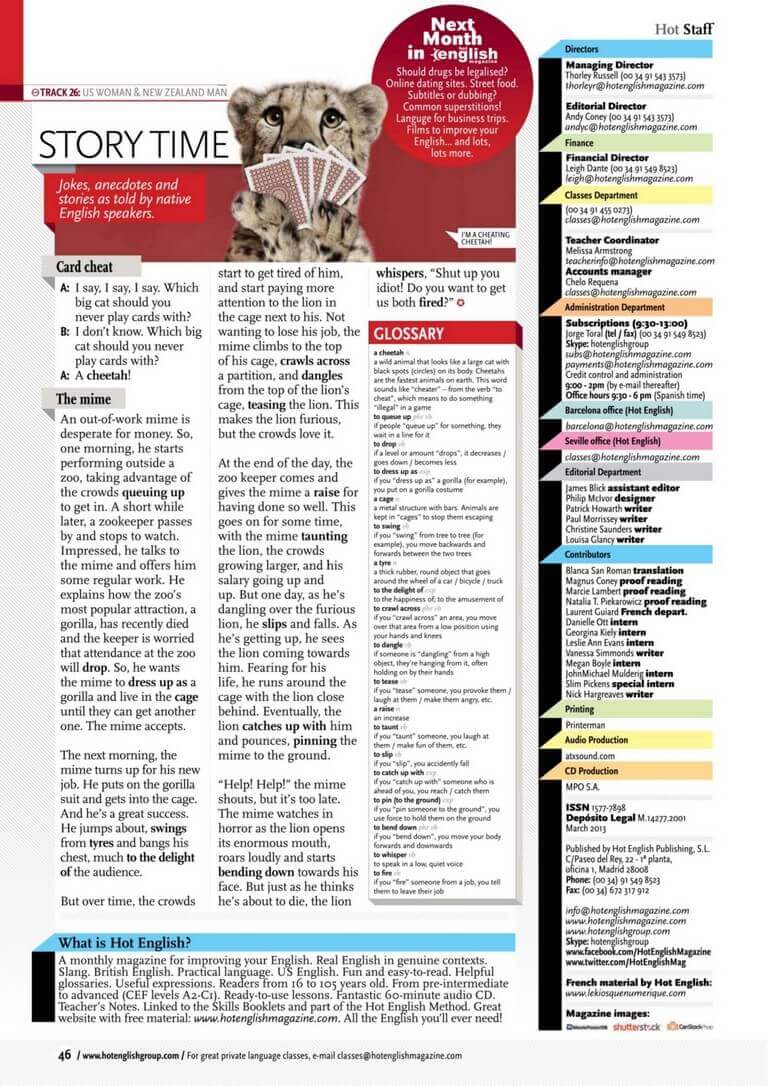 TRACK 26: US WOMAN & NEW ZEALAND MAN
STORY TIME
Jokes, anecdotes and
stories as told by native
English speakers.
Next
Month
in english
magazine
Should drugs be legalised?
Online dating sites. Street food.
Subtitles or dubbing?
Common superstitions!
Languge for business trips.
Films to improve your
English... and lots,
lots more.
I'M A CHEATING
CHEETAH!
Card cheat
A: I say, I say, I say. Which
big cat should you
never play cards with?
B: I don't know. Which big
cat should you never
play cards with?
A: A cheetah!
The mime
An out-of-work mime is
desperate for money. So,
one morning, he starts
performing outside a
zoo, taking advantage of
the crowds queuing up
to get in. A short while
later, a zookeeper passes
by and stops to watch.
Impressed, he talks to
the mime and offers him
some regular work. He
explains how the zoo's
most popular attraction, a
gorilla, has recently died
and the keeper is worried
that attendance at the zoo
will drop. So, he wants
the mime to dress up as a
gorilla and live in the cage
until they can get another
one. The mime accepts.
The next morning, the
mime turns up for his new
job. He puts on the gorilla
suit and gets into the cage.
And he's a great success.
He jumps about, swings
from tyres and bangs his
chest, much to the delight
of the audience.
But over time, the crowds
start to get tired of him,
and start paying more
attention to the lion in
the cage next to his. Not
wanting to lose his job, the
mime climbs to the top
of his cage, crawls across
a partition, and dangles
from the top of the lion's
cage, teasing the lion. This
makes the lion furious,
but the crowds love it.
At the end of the day, the
zoo keeper comes and
gives the mime a raise for
having done so well. This
goes on for some time,
with the mime taunting
the lion, the crowds
growing larger, and his
salary going up and
up. But one day, as he's
dangling over the furious
lion, he slips and falls. As
he's getting up, he sees
the lion coming towards
him. Fearing for his
life, he runs around the
cage with the lion close
behind. Eventually, the
lion catches up with him
and pounces, pinning the
mime to the ground.
"Help! Help!" the mime
shouts, but it's too late.
The mime watches in
horror as the lion opens
its enormous mouth,
roars loudly and starts
bending down towards his
face. But just as he thinks
he's about to die, the lion
whispers, "Shut up you
idiot! Do you want to get
us both fired?"
GLOSSARY
a cheetah n
a wild animal that looks like a large cat with
black spots (circles) on its body. Cheetahs
are the fastest animals on earth. This word
sounds like "cheater" – from the verb "to
cheat", which means to do something
"illegal" in a game
to queue up phr vb
if people "queue up" for something, they
wait in a line for it
to drop vb
if a level or amount "drops", it decreases /
goes down / becomes less
to dress up as exp
if you "dress up as" a gorilla (for example),
you put on a gorilla costume
a cage n
a metal structure with bars. Animals are
kept in "cages" to stop them escaping
to swing vb
if you "swing" from tree to tree (for
example), you move backwards and
forwards between the two trees
a tyre n
a thick rubber, round object that goes
around the wheel of a car / bicycle / truck
to the delight of exp
to the happiness of; to the amusement of
to crawl across phr vb
if you "crawl across" an area, you move
over that area from a low position using
your hands and knees
to dangle vb
if someone is "dangling" from a high
object, they're hanging from it, often
holding on by their hands
to tease vb
if you "tease" someone, you provoke them /
laugh at them / make them angry, etc.
a raise n
an increase
to taunt vb
if you "taunt" someone, you laugh at
them / make fun of them, etc.
to slip vb
if you "slip", you accidently fall
to catch up with exp
if you "catch up with" someone who is
ahead of you, you reach / catch them
to pin (to the ground) exp
if you "pin someone to the ground", you
use force to hold them on the ground
to bend down phr vb
if you "bend down", you move your body
forwards and downwards
to whisper vb
to speak in a low, quiet voice
to fire vb
if you "fire" someone from a job, you tell
them to leave their job
Hot Staff
Directors
Managing Director
Thorley Russell (00 34 91 543 3573)
thorleyr@hotenglishmagazine.com
Editorial Director
Andy Coney (00 34 91 543 3573)
andyc@hotenglishmagazine.com
Finance
Financial Director
Leigh Dante (00 34 91 549 8523)
leigh@hotenglishmagazine.com
Classes Department
(00 34 91 455 0273)
classes@hotenglishmagazine.com
Teacher Coordinator
Melissa Armstrong
teacherinfo@hotenglishmagazine.com
Accounts manager
Chelo Requena
classes@hotenglishmagazine.com
Administration Department
Subscriptions (9:30-13:00)
Jorge Toral (tel / fax) (00 34 91 549 8523)
Skype: hotenglishgroup
subs@hotenglishmagazine.com
payments@hotenglishmagazine.com
Credit control and administration
9:00 - 2pm (by e-mail thereafter)
Office hours 9:30 - 6 pm (Spanish time)
Barcelona office (Hot English)
barcelona@hotenglishmagazine.com
Seville office (Hot English)
classes@hotenglishmagazine.com
Editorial Department
James Blick assistant editor
Philip McIvor designer
Patrick Howarth writer
Paul Morrissey writer
Christine Saunders writer
Louisa Glancy writer
Contributors
Blanca San Roman translation
Magnus Coney proof reading
Marcie Lambert proof reading
Natalia T. Piekarowicz proof reading
Laurent Guiard French depart.
Danielle Ott intern
Georgina Kiely intern
Leslie Ann Evans intern
Vanessa Simmonds writer
Megan Boyle intern
JohnMichael Mulderig intern
Slim Pickens special intern
Nick Hargreaves writer
Printing
Printerman
Audio Production
atxsound.com
CD Production
MPO S.A.
ISSN 1577-7898
Depósito Legal M.14277.2001
March 2013
Published by Hot English Publishing, S.L.
C/Paseo del Rey, 22 - 1ª planta,
oficina 1, Madrid 28008
Phone: (00 34) 91 549 8523
Fax: (00 34) 672 317 912
info@hotenglishmagazine.com
www.hotenglishmagazine.com
www.hotenglishgroup.com
Skype: hotenglishgroup
www.facebook.com/HotEnglishMagazine
www.twitter.com/HotEnglishMag
French material by Hot English:
www.lekiosquenumerique.com
Magazine images:
shutterstock
What is Hot English?
A monthly magazine for improving your English. Real English in genuine contexts.
Slang. British English. Practical language. US English. Fun and easy-to-read. Helpful
glossaries. Useful expressions. Readers from 16 to 105 years old. From pre-intermediate
to advanced (CEF levels A2-C1). Ready-to-use lessons. Fantastic 60-minute audio CD.
Teacher's Notes. Linked to the Skills Booklets and part of the Hot English Method. Great
website with free material: www.hotenglishmagazine.com. All the English you'll ever need!
46 / www.hotenglishgroup.com / For great private language classes, e-mail classes@hotenglishmagazine.com